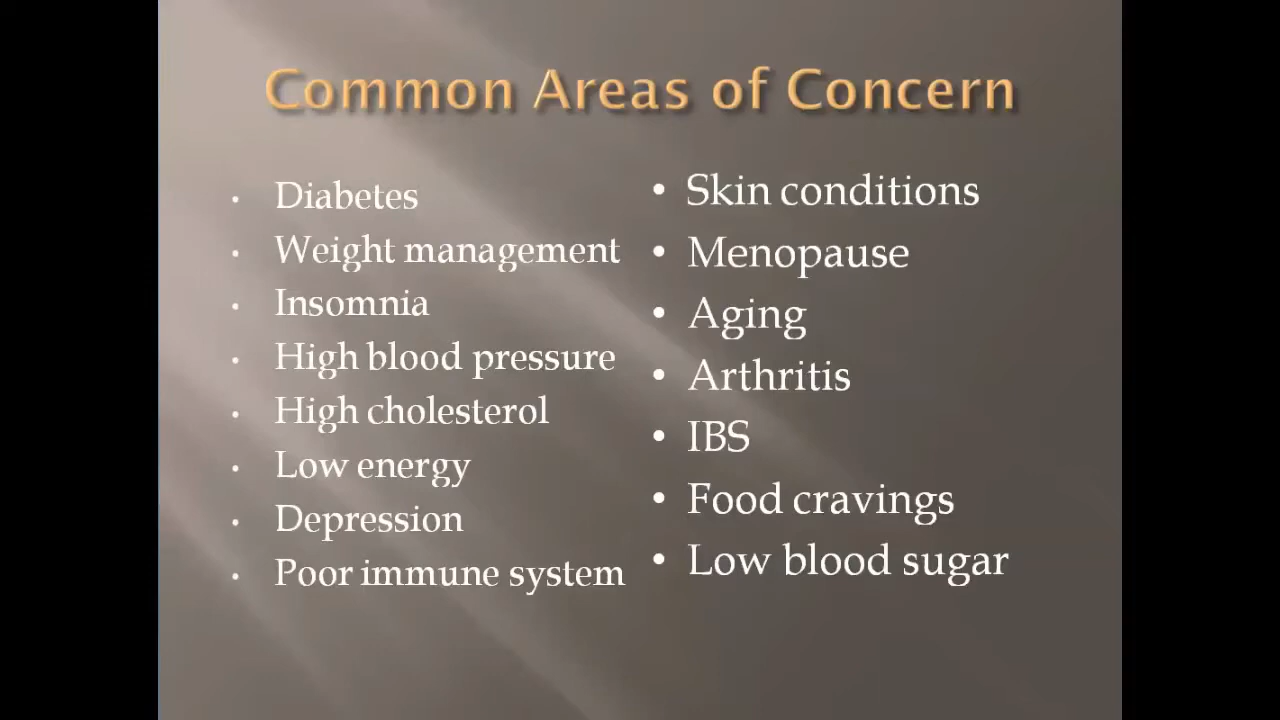 Common Areas of Concern
• Diabetes
• Weight management
• Insomnia
• High blood pressure
• High cholesterol
• Low energy
• Depression
• Poor immune system
• Skin conditions
• Menopause
• Aging
• Arthritis
• IBS
• Food cravings
• Low blood sugar